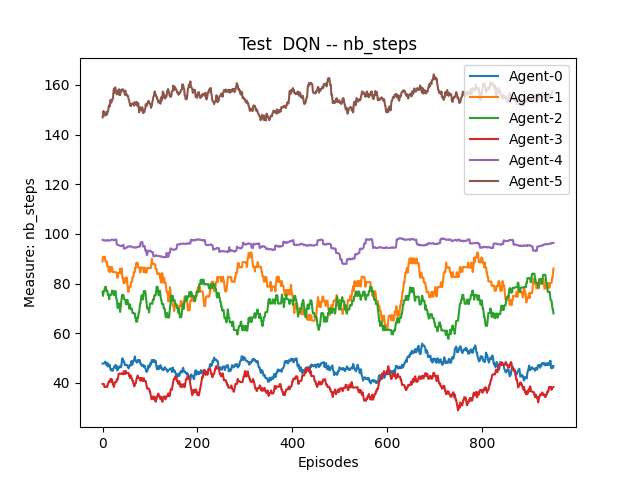 Test  DQN -- nb_steps
Measure: nb_steps
160
140
120
100
80
60
40
0
200
400
600
800
Episodes
Agent-0
Agent-1
Agent-2
Agent-3
Agent-4
Agent-5